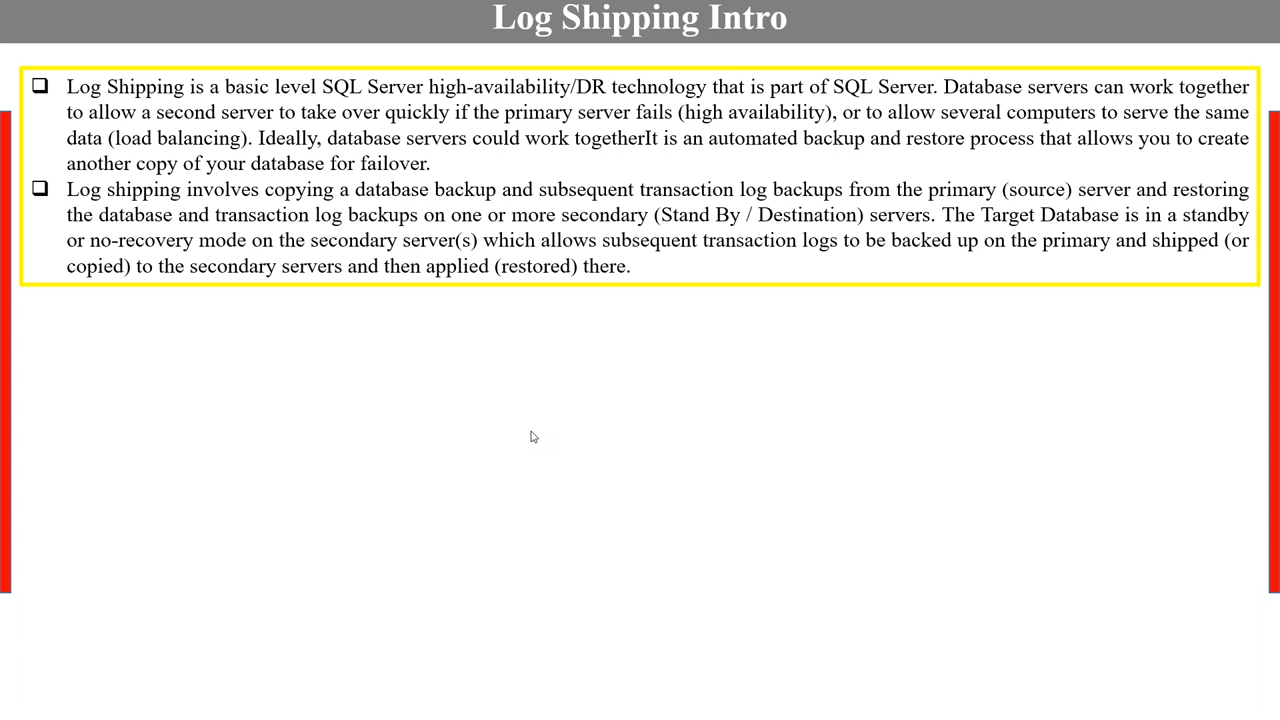 Log Shipping Intro
Log Shipping is a basic level SQL Server high-availability/DR technology that is part of SQL Server. Database servers can work together
to allow a second server to take over quickly if the primary server fails (high availability), or to allow several computers to serve the same
data (load balancing). Ideally, database servers could work togetherIt is an automated backup and restore process that allows you to create
another copy of your database for failover.
Log shipping involves copying a database backup and subsequent transaction log backups from the primary (source) server and restoring
the database and transaction log backups on one or more secondary (Stand By / Destination) servers. The Target Database is in a standby
or no-recovery mode on the secondary server(s) which allows subsequent transaction logs to be backed up on the primary and shipped (or
copied) to the secondary servers and then applied (restored) there.